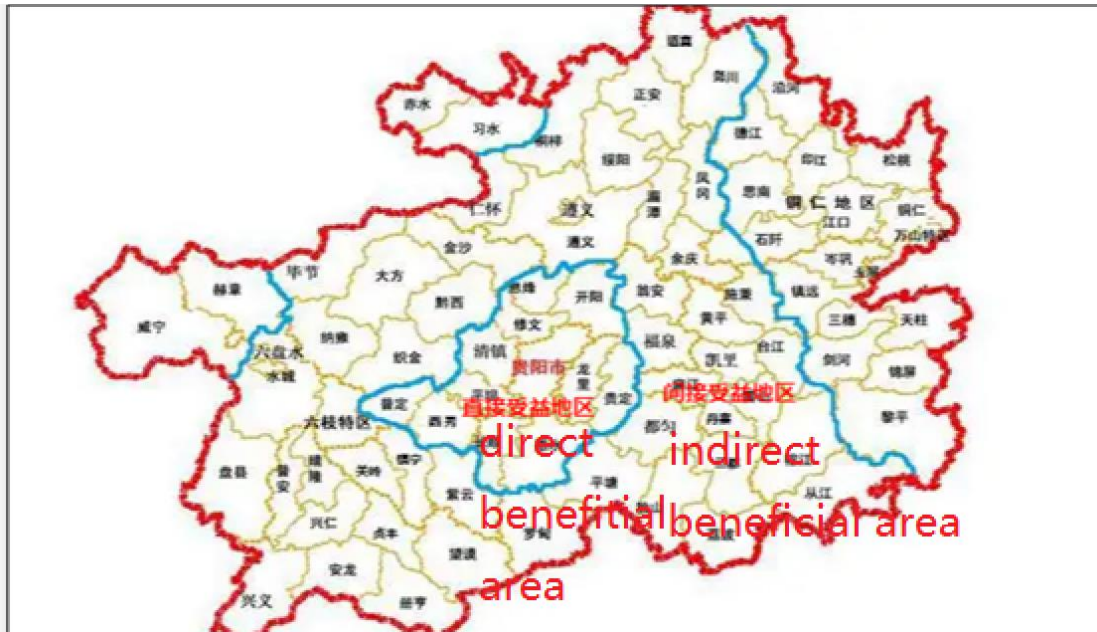 道真
务川
沿河
正安
赤水
习水
桐梓
德江
印江
松桃
绥阳
凤冈
思南
湄潭
铜仁地区
仁怀
遵义
江口
铜仁
万山特区
金沙
遵义
石阡
岑巩
余庆
毕节
大方
赫章
黔西
息烽
开阳
瓮安
施秉
镇远
三穗
天柱
威宁
修文
黄平
纳雍
六盘水
织金
清镇
福泉
凯里
台江
剑河
锦屏
水城
贵阳市
龙里
贵定
普定
直接受益地区
间接受益地区
六枝特区
西秀
都匀
丹寨
黎平
direct
indirect
盘县
普安
晴隆
关岭
镇宁
紫云
平塘
从江
benefitial
beneficial area
兴仁
贞丰
望谟
罗甸
安龙
area
兴义
册亨